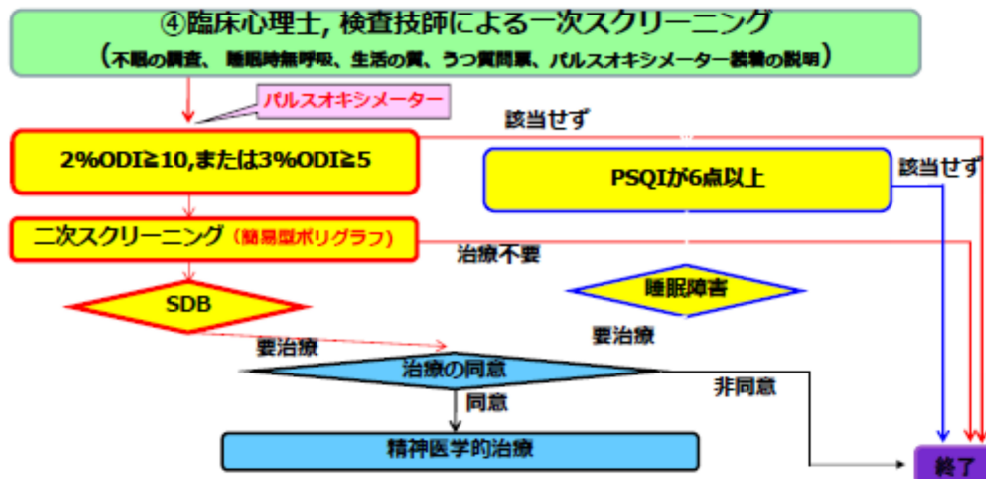 ④臨床心理士, 検査技師による一次スクリーニング
(不眠の調査、 睡眠時無呼吸、生活の質、うつ質問票、パルスオキシメーター装着の説明)
パルスオキシメーター
該当せず
2%ODI≧10,または3%ODI≧5
PSQIが6点以上
該当せず
二次スクリーニング (簡易型ポリグラフ)
治療不要
SDB
睡眠障害
要治療
要治療
治療の同意
非同意
同意
精神医学的治療
終了